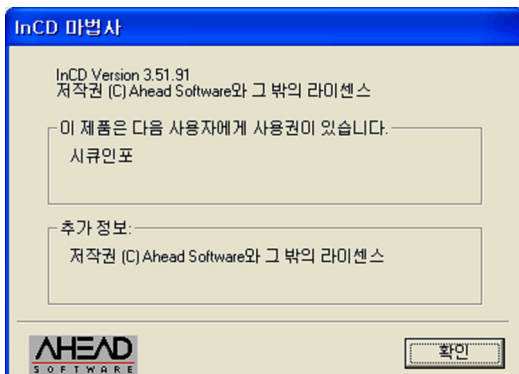 InCD 마법사
InCD Version 3.51.91
저작권 (C) Ahead Software와 그 밖의 라이센스
이 제품은 다음 사용자에게 사용권이 있습니다.
시큐인포
추가 정보:
저작권 (C) Ahead Software와 그 밖의 라이센스
AHEAD
SOFTWARE
확인